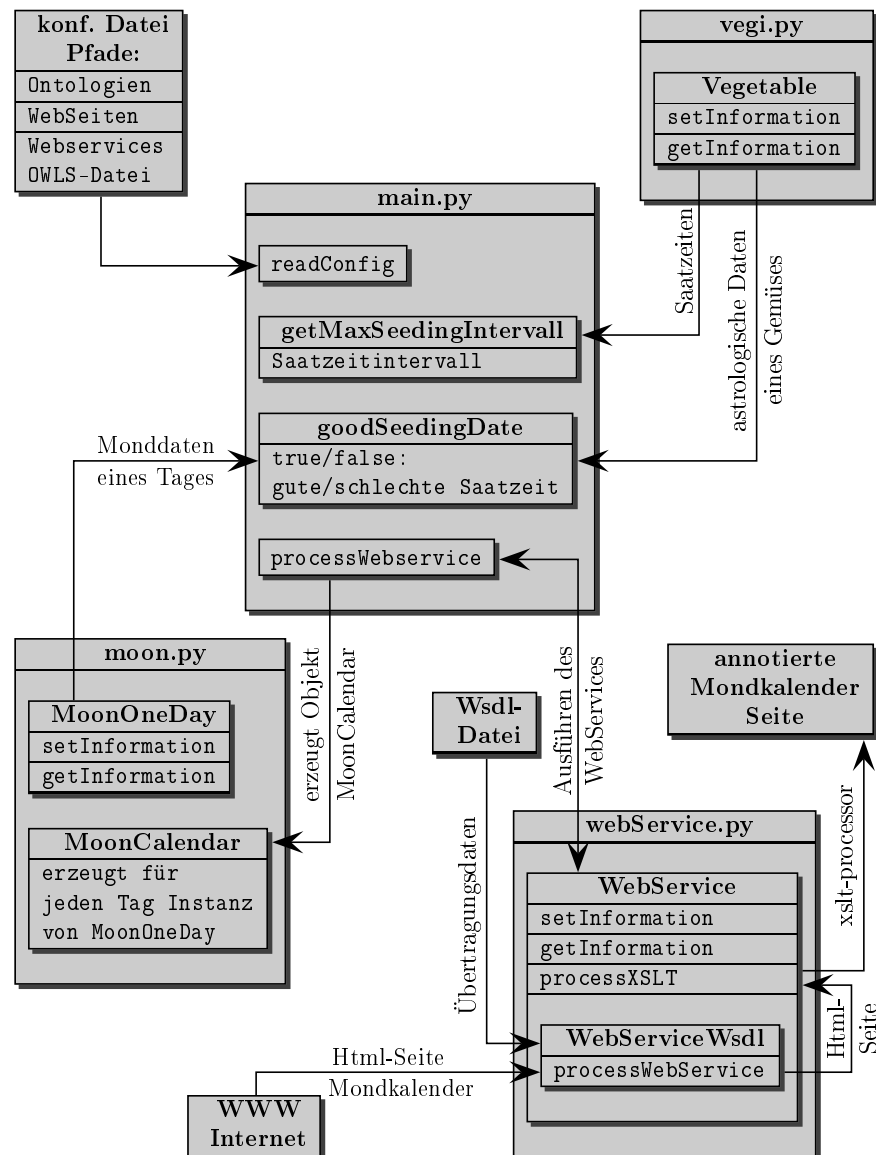 konf. Datei
Pfade:
Ontologien
WebSeiten
Webservices
OWLS-Datei
vegi.py
Vegetable
setInformation
getInformation
main.py
readConfig
getMaxSeedingIntervall
Saatzeitintervall
goodSeedingDate
true/false:
gute/schlechte Saatzeit
processWebservice
Saatzeiten
astrologische Daten
eines Gemüses
Monddaten
eines Tages
moon.py
MoonOneDay
setInformation
getInformation
MoonCalendar
erzeugt für
jeden Tag Instanz
von MoonOneDay
erzeugt Objekt
MoonCalendar
Wsdl-
Datei
Ausführen des
WebServices
annotierte
Mondkalender
Seite
Übertragungsdaten
xslt-processor
webService.py
WebService
setInformation
getInformation
processXSLT
WebServiceWsdl
processWebService
Html-
Seite
Html-Seite
Mondkalender
WWW
Internet